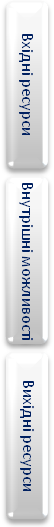 Вхідні ресурси
Внутрішні можливості
Вихідні ресурси